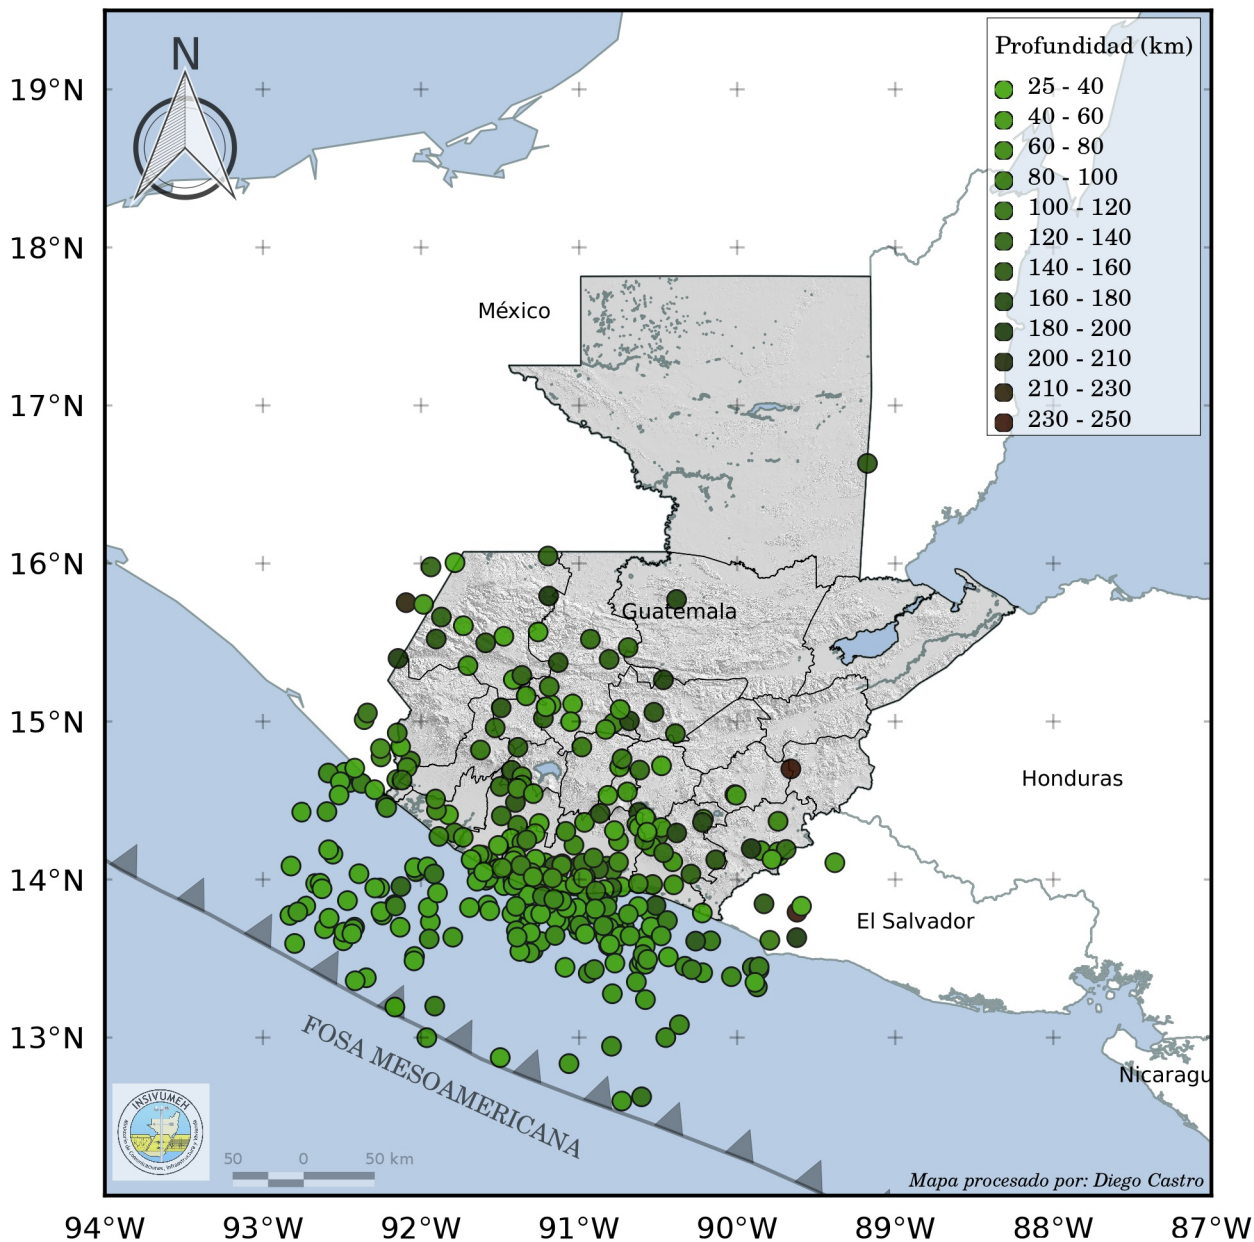 N
Profundidad (km)
25 - 40
40 - 60
60 - 80
80 - 100
100 - 120
120 - 140
140 - 160
160 - 180
180 - 200
200 - 210
210 - 230
230 - 250
19°N
18°N
17°N
16°N
15°N
14°N
13°N
México
Guatemala
Honduras
El Salvador
Nicaragu
FOSA MESOAMERICANA
INSIVUMEH
50 0 50 km
Mapa procesado por: Diego Castro
94°W 93°W 92°W 91°W 90°W 89°W 88°W 87°W